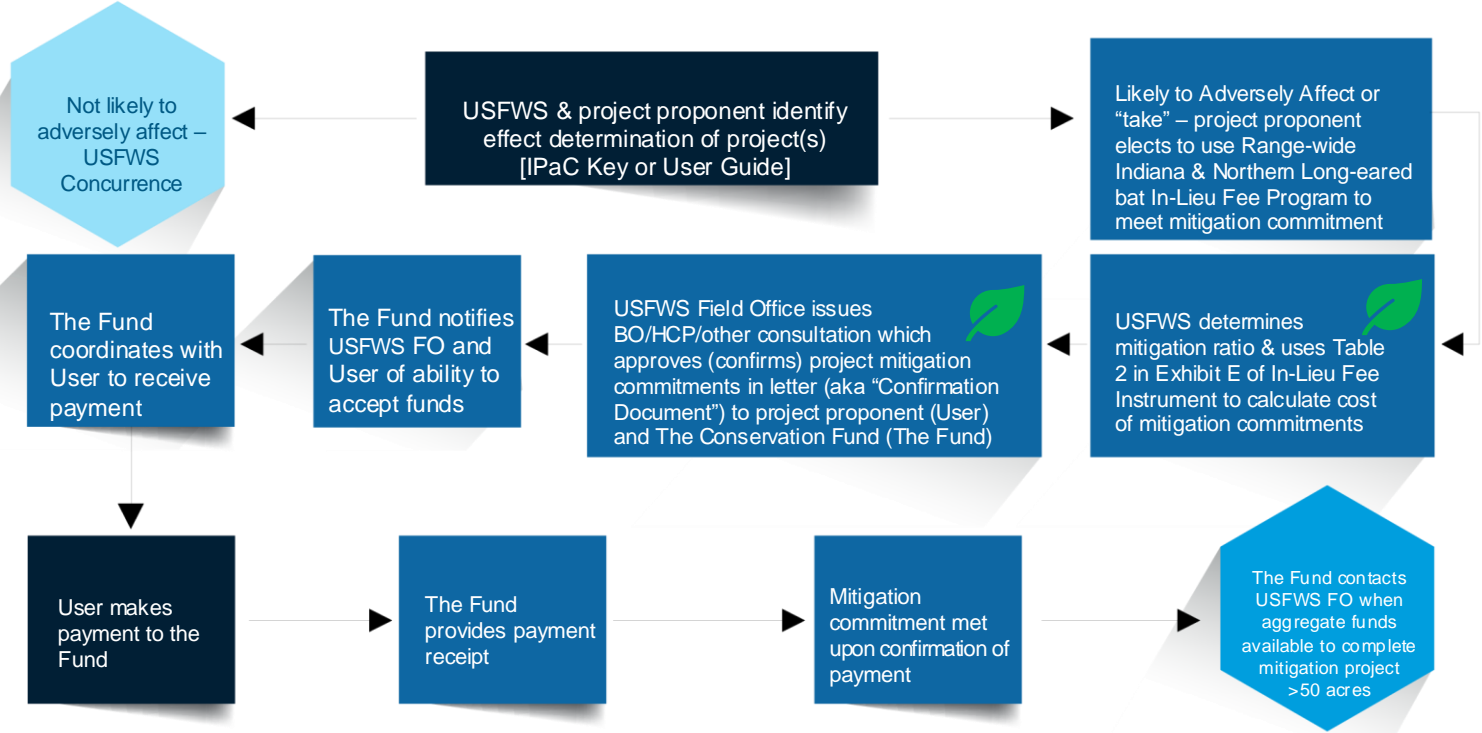 Not likely to
adversely affect –
USFWS
Concurrence
USFWS & project proponent identify
effect determination of project(s)
[IPaC Key or User Guide]
Likely to Adversely Affect or
“take” – project proponent
elects to use Range-wide
Indiana & Northern Long-eared
bat In-Lieu Fee Program to
meet mitigation commitment
USFWS determines
mitigation ratio & uses Table
2 in Exhibit E of In-Lieu Fee
Instrument to calculate cost
of mitigation commitments
USFWS Field Office issues
BO/HCP/other consultation which
approves (confirms) project mitigation
commitments in letter (aka “Confirmation
Document”) to project proponent (User)
and The Conservation Fund (The Fund)
The Fund notifies
USFWS FO and
User of ability to
accept funds
The Fund
coordinates with
User to receive
payment
User makes
payment to the
Fund
The Fund
provides payment
receipt
Mitigation
commitment met
upon confirmation of
payment
The Fund contacts
USFWS FO when
aggregate funds
available to complete
mitigation project
>50 acres